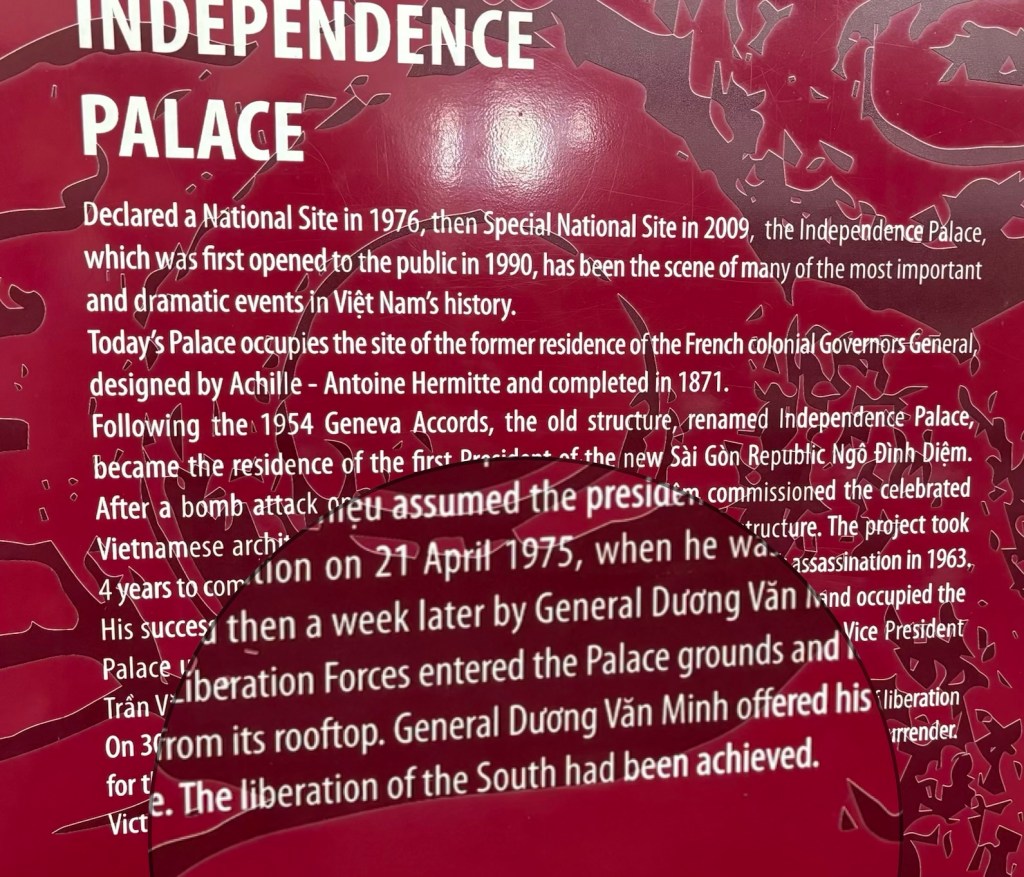 INDEPENDENCE
PALACE
Declared a National Site in 1976, then Special National Site in 2009, the Independence Palace,
which was first opened to the public in 1990, has been the scene of many of the most important
and dramatic events in Việt Nam's history.
Today's Palace occupies the site of the former residence of the French colonial Governors General,
designed by Achille - Antoine Hermitte and completed in 1871.
Following the 1954 Geneva Accords, the old structure, renamed Independence Palace,
became the residence of the first President of the new Sài Gòn Republic Ngô Đình Diệm.
After a bomb attack commissioned the celebrated
Vietnamese structure. The project took
4 years to assassination in 1963.
His and occupied the
Palace Vice President
Trần
On liberation
for surrender.
assumed the
on 21 April 1975, when he
then a week later by General Dương Văn
Liberation Forces entered the Palace grounds and
from its rooftop. General Dương Văn Minh offered his
The liberation of the South had been achieved.